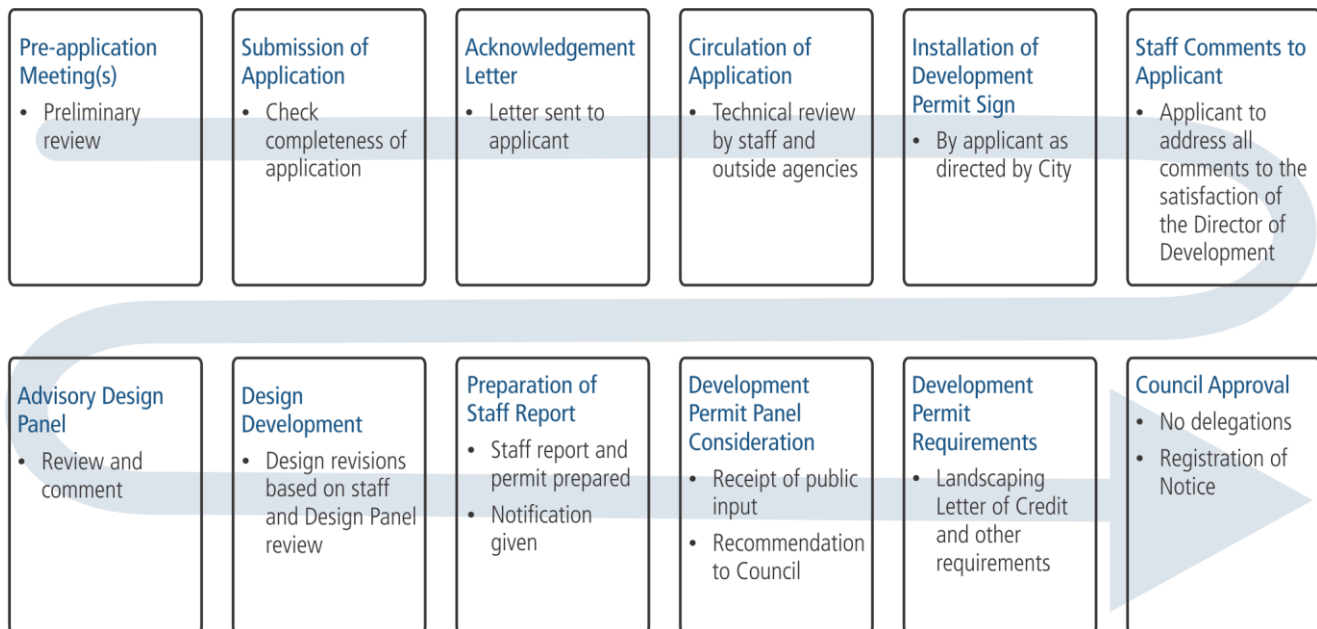 Pre-application
Meeting(s)
• Preliminary
review
Submission of
Application
• Check
completeness of
application
Acknowledgement
Letter
• Letter sent to
applicant
Circulation of
Application
• Technical review
by staff and
outside agencies
Installation of
Development
Permit Sign
• By applicant as
directed by City
Staff Comments to
Applicant
• Applicant to
address all
comments to the
satisfaction of
the Director of
Development
Advisory Design
Panel
• Review and
comment
Design
Development
• Design revisions
based on staff
and Design Panel
review
Preparation of
Staff Report
• Staff report and
permit prepared
• Notification
given
Development
Permit Panel
Consideration
• Receipt of public
input
• Recommendation
to Council
Development
Permit
Requirements
• Landscaping
Letter of Credit
and other
requirements
Council Approval
• No delegations
• Registration of
Notice